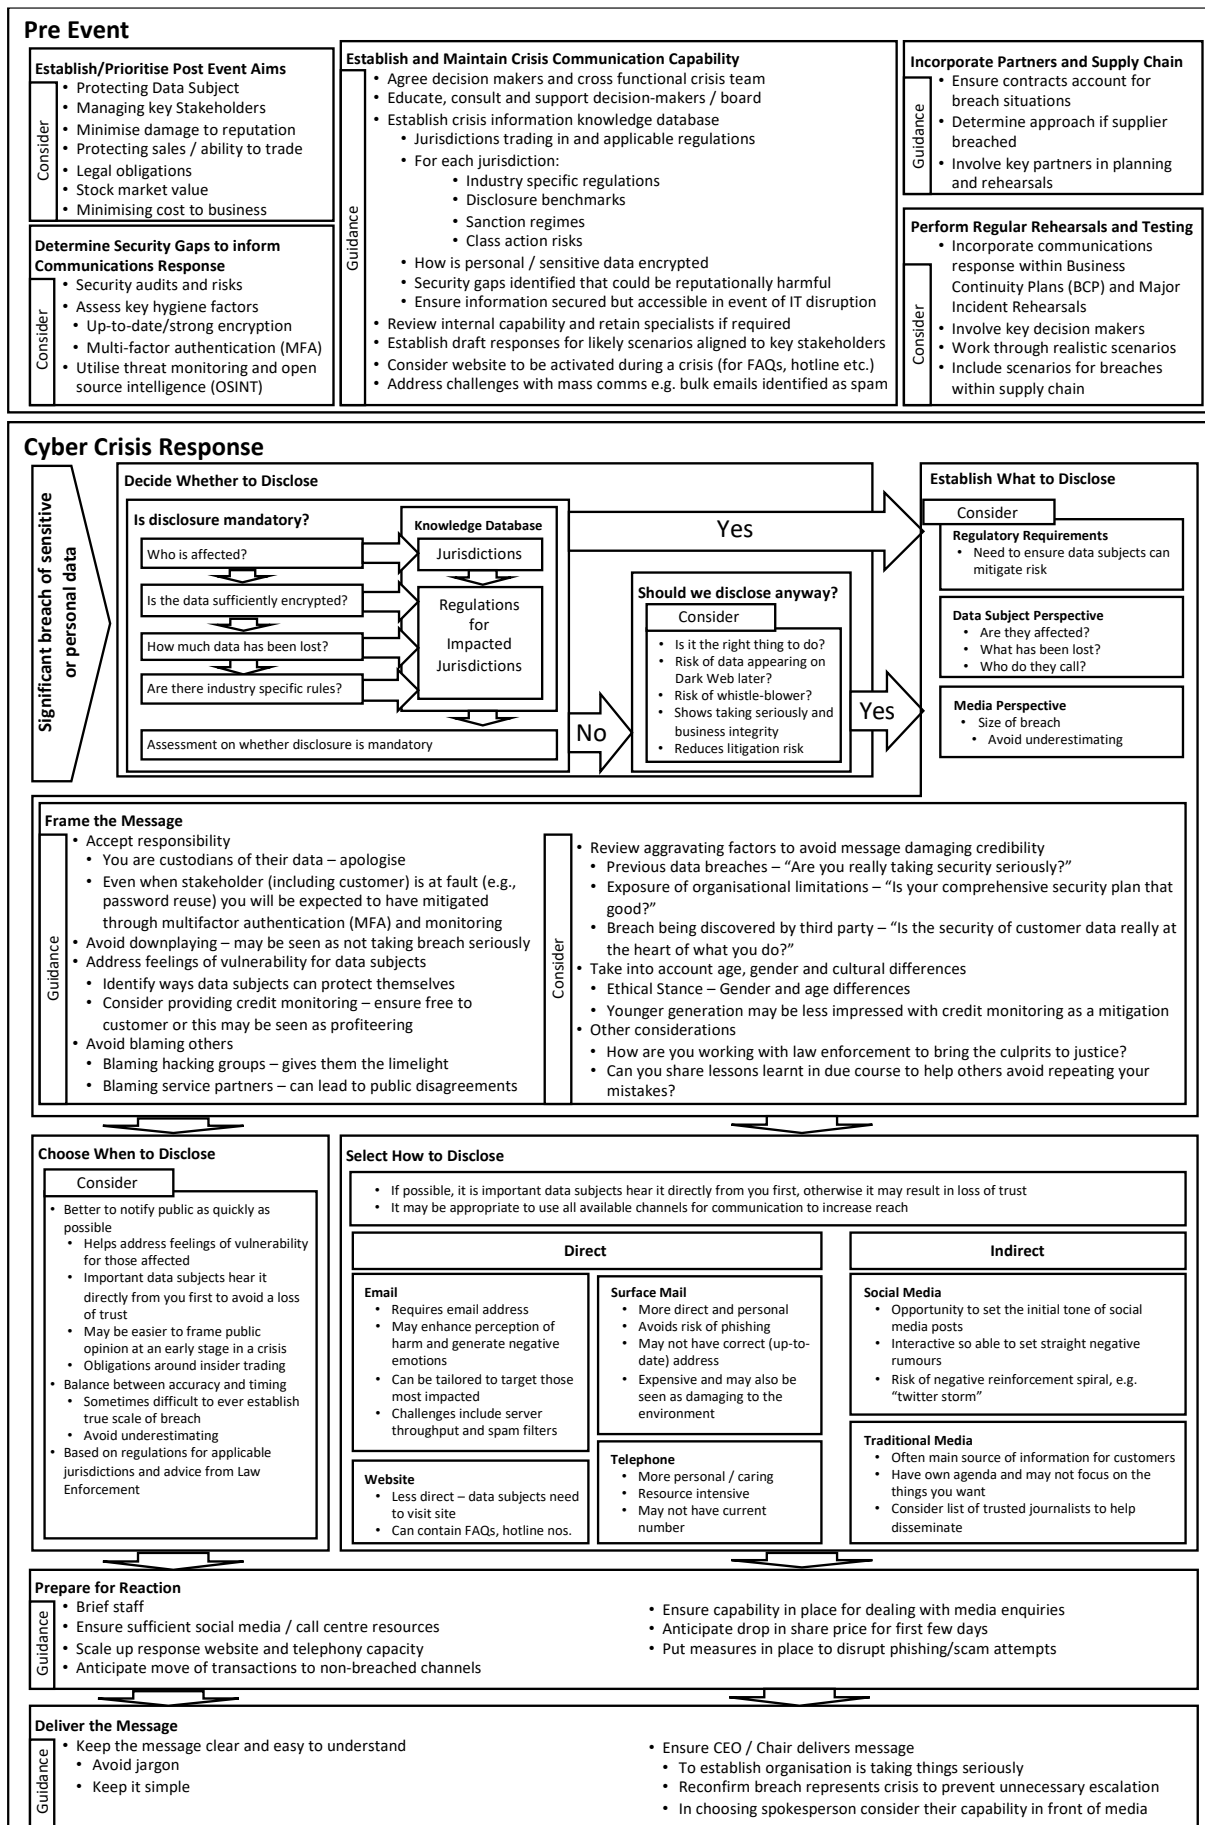 Pre Event
Establish/Prioritise Post Event Aims
Consider
• Protecting Data Subject
• Managing key Stakeholders
• Minimise damage to reputation
• Protecting sales / ability to trade
• Legal obligations
• Stock market value
• Minimising cost to business
Determine Security Gaps to inform
Communications Response
Consider
• Security audits and risks
• Assess key hygiene factors
• Up-to-date/strong encryption
• Multi-factor authentication (MFA)
• Utilise threat monitoring and open
source intelligence (OSINT)
Establish and Maintain Crisis Communication Capability
Guidance
• Agree decision makers and cross functional crisis team
• Educate, consult and support decision-makers / board
• Establish crisis information knowledge database
• Jurisdictions trading in and applicable regulations
• For each jurisdiction:
• Industry specific regulations
• Disclosure benchmarks
• Sanction regimes
• Class action risks
• How is personal / sensitive data encrypted
• Security gaps identified that could be reputationally harmful
• Ensure information secured but accessible in event of IT disruption
• Review internal capability and retain specialists if required
• Establish draft responses for likely scenarios aligned to key stakeholders
• Consider website to be activated during a crisis (for FAQs, hotline etc.)
• Address challenges with mass comms e.g. bulk emails identified as spam
Incorporate Partners and Supply Chain
Guidance
• Ensure contracts account for
breach situations
• Determine approach if supplier
breached
• Involve key partners in planning
and rehearsals
Perform Regular Rehearsals and Testing
Consider
• Incorporate communications
response within Business
Continuity Plans (BCP) and Major
Incident Rehearsals
• Involve key decision makers
• Work through realistic scenarios
• Include scenarios for breaches
within supply chain
Cyber Crisis Response
Significant breach of sensitive
or personal data
Decide Whether to Disclose
Is disclosure mandatory?
Who is affected?
Is the data sufficiently encrypted?
How much data has been lost?
Are there industry specific rules?
Assessment on whether disclosure is mandatory
Knowledge Database
Jurisdictions
Regulations
for
Impacted
Jurisdictions
Yes
No
Should we disclose anyway?
Consider
• Is it the right thing to do?
• Risk of data appearing on
Dark Web later?
• Risk of whistle-blower?
• Shows taking seriously and
business integrity
• Reduces litigation risk
Yes
Establish What to Disclose
Consider
Regulatory Requirements
• Need to ensure data subjects can
mitigate risk
Data Subject Perspective
• Are they affected?
• What has been lost?
• Who do they call?
Media Perspective
• Size of breach
• Avoid underestimating
Frame the Message
Guidance
• Accept responsibility
• You are custodians of their data – apologise
• Even when stakeholder (including customer) is at fault (e.g.,
password reuse) you will be expected to have mitigated
through multifactor authentication (MFA) and monitoring
• Avoid downplaying – may be seen as not taking breach seriously
• Address feelings of vulnerability for data subjects
• Identify ways data subjects can protect themselves
• Consider providing credit monitoring – ensure free to
customer or this may be seen as profiteering
• Avoid blaming others
• Blaming hacking groups – gives them the limelight
• Blaming service partners – can lead to public disagreements
Consider
• Review aggravating factors to avoid message damaging credibility
• Previous data breaches – “Are you really taking security seriously?”
• Exposure of organisational limitations – “Is your comprehensive security plan that
good?”
• Breach being discovered by third party – “Is the security of customer data really at
the heart of what you do?”
• Take into account age, gender and cultural differences
• Ethical Stance – Gender and age differences
• Younger generation may be less impressed with credit monitoring as a mitigation
• Other considerations
• How are you working with law enforcement to bring the culprits to justice?
• Can you share lessons learnt in due course to help others avoid repeating your
mistakes?
Choose When to Disclose
Consider
• Better to notify public as quickly as
possible
• Helps address feelings of vulnerability
for those affected
• Important data subjects hear it
directly from you first to avoid a loss
of trust
• May be easier to frame public
opinion at an early stage in a crisis
• Obligations around insider trading
• Balance between accuracy and timing
• Sometimes difficult to ever establish
true scale of breach
• Avoid underestimating
• Based on regulations for applicable
jurisdictions and advice from Law
Enforcement
Select How to Disclose
• If possible, it is important data subjects hear it directly from you first, otherwise it may result in loss of trust
• It may be appropriate to use all available channels for communication to increase reach
Direct
Email
• Requires email address
• May enhance perception of
harm and generate negative
emotions
• Can be tailored to target those
most impacted
• Challenges include server
throughput and spam filters
Website
• Less direct – data subjects need
to visit site
• Can contain FAQs, hotline nos.
Surface Mail
• More direct and personal
• Avoids risk of phishing
• May not have correct (up-to-
date) address
• Expensive and may also be
seen as damaging to the
environment
Telephone
• More personal / caring
• Resource intensive
• May not have current
number
Indirect
Social Media
• Opportunity to set the initial tone of social
media posts
• Interactive so able to set straight negative
rumours
• Risk of negative reinforcement spiral, e.g.
“twitter storm”
Traditional Media
• Often main source of information for customers
• Have own agenda and may not focus on the
things you want
• Consider list of trusted journalists to help
disseminate
Prepare for Reaction
Guidance
• Brief staff
• Ensure sufficient social media / call centre resources
• Scale up response website and telephony capacity
• Anticipate move of transactions to non-breached channels
• Ensure capability in place for dealing with media enquiries
• Anticipate drop in share price for first few days
• Put measures in place to disrupt phishing/scam attempts
Deliver the Message
Guidance
• Keep the message clear and easy to understand
• Avoid jargon
• Keep it simple
• Ensure CEO / Chair delivers message
• To establish organisation is taking things seriously
• Reconfirm breach represents crisis to prevent unnecessary escalation
• In choosing spokesperson consider their capability in front of media